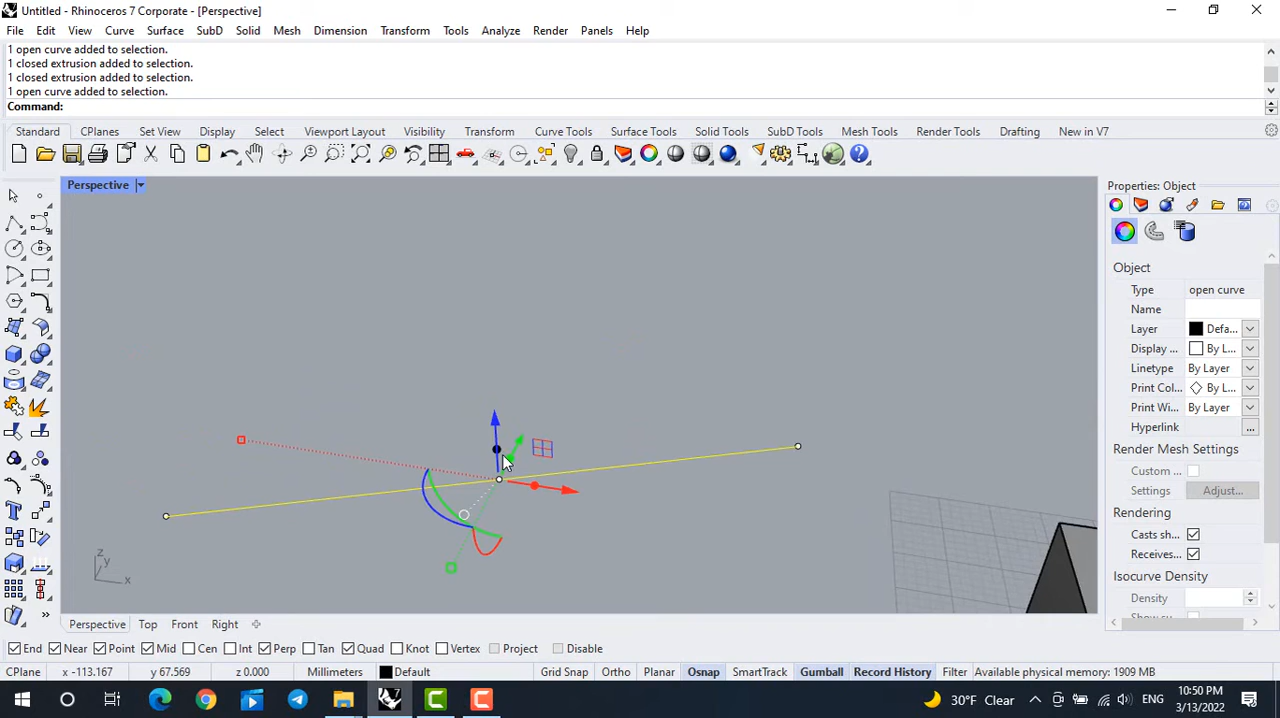 Untitled - Rhinoceros 7 Corporate - [Perspective]
File Edit View Curve Surface SubD Solid Mesh Dimension Transform Tools Analyze Render Panels Help
1 open curve added to selection.
1 closed extrusion added to selection.
1 closed extrusion added to selection.
1 open curve added to selection.
Command:
Standard CPlanes Set View Display Select Viewport Layout Visibility Transform Curve Tools Surface Tools Solid Tools SubD Tools Mesh Tools Render Tools Drafting New in V7
Perspective
Properties: Object
Object
Type open curve
Name
Layer Defa...
Display ... By L...
Linetype By Layer
Print Col... By L...
Print Wi... By Layer
Hyperlink ...
Render Mesh Settings
Custom ...
Settings Adjust...
Rendering
Casts sh...
Receives...
Isocurve Density
Density
z
y
x
Perspective Top Front Right
End Near Point Mid Cen Int Perp Tan Quad Knot Vertex Project Disable
CPlane x -113.167 y 67.569 z 0.000 Millimeters Default Grid Snap Ortho Planar Osnap SmartTrack Gumball Record History Filter Available physical memory: 1909 MB
30°F Clear ENG 10:50 PM
3/13/2022